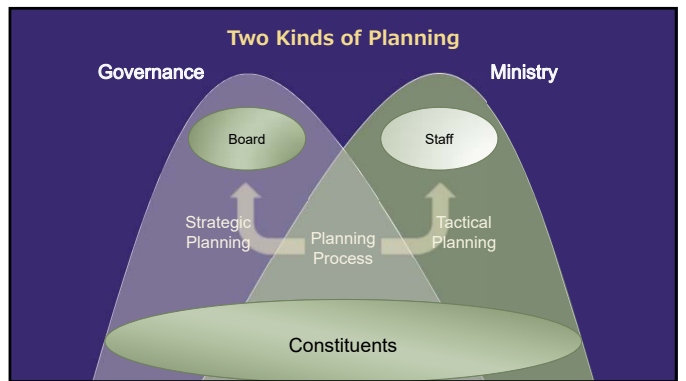 Two Kinds of Planning
Governance
Ministry
Board
Staff
Strategic
Planning
Planning
Process
Tactical
Planning
Constituents